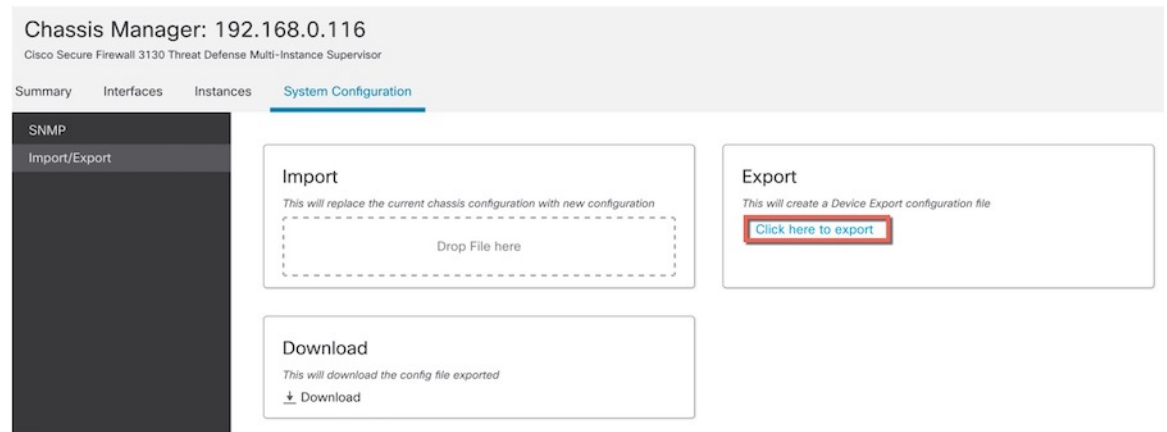 Chassis Manager: 192.168.0.116
Cisco Secure Firewall 3130 Threat Defense Multi-Instance Supervisor
Summary Interfaces Instances System Configuration
SNMP
Import/Export
Import
This will replace the current chassis configuration with new configuration
Drop File here
Export
This will create a Device Export configuration file
Click here to export
Download
This will download the config file exported
Download